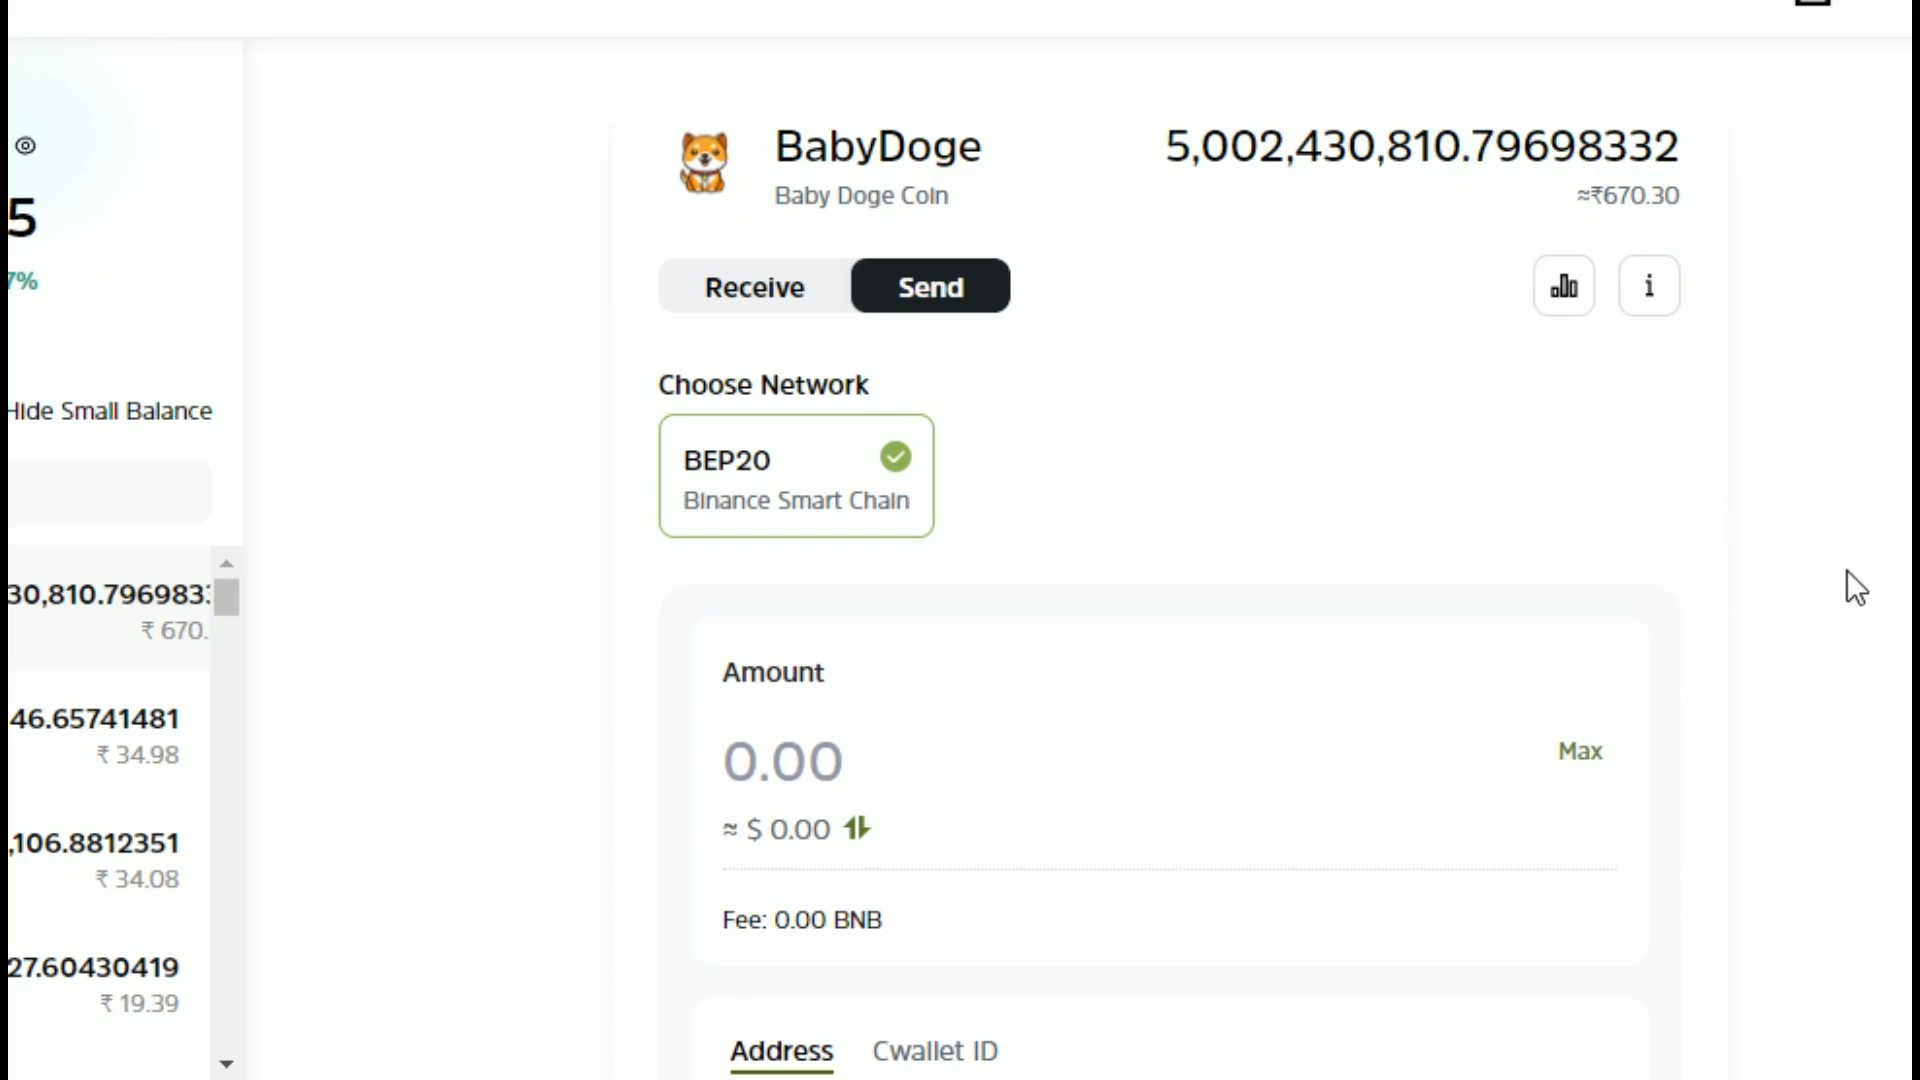 5
7%
Hide Small Balance
30,810.796983
₹ 670.
46.65741481
₹ 34.98
,106.8812351
₹ 34.08
27.60430419
₹ 19.39
BabyDoge
5,002,430,810.79698332
Baby Doge Coin
≈₹670.30
Receive
Send
i
Choose Network
BEP20
Binance Smart Chain
Amount
0.00
Max
≈ $ 0.00
Fee: 0.00 BNB
Address
Cwallet ID